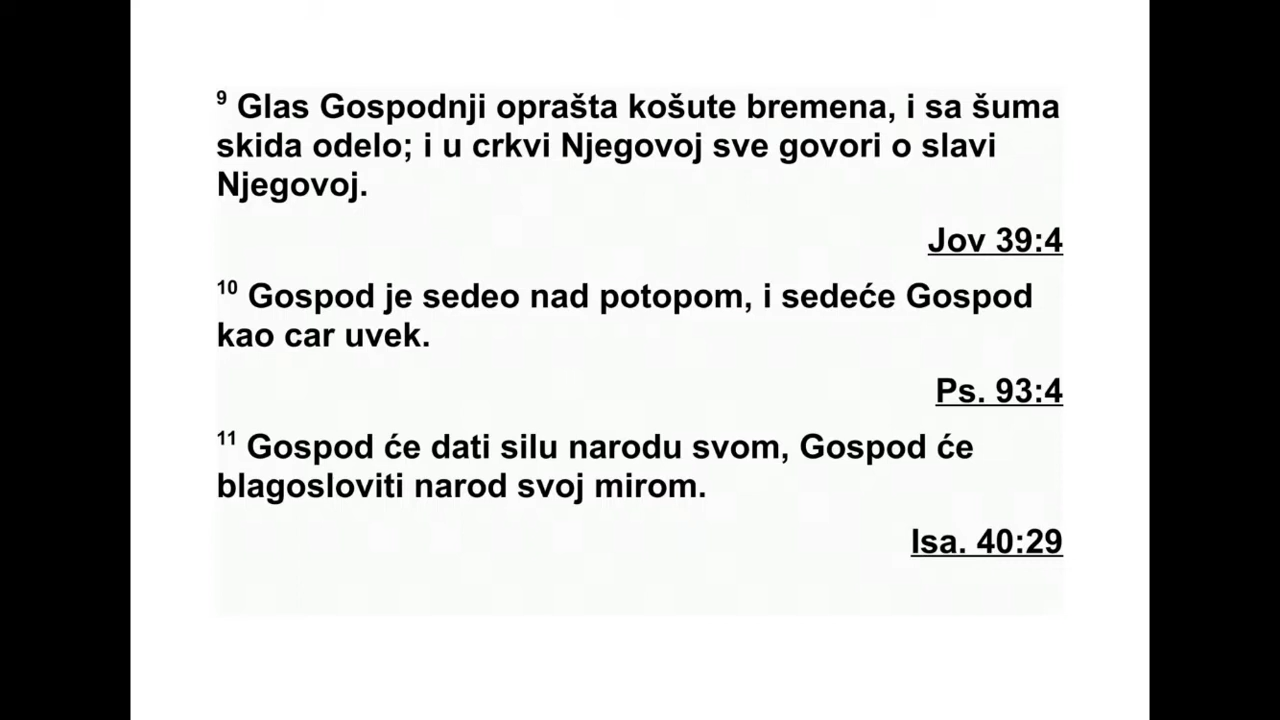 9 Glas Gospodnji oprašta košute bremena, i sa šuma
skida odelo; i u crkvi Njegovoj sve govori o slavi
Njegovoj.
Jov 39:4
10 Gospod je sedeo nad potopom, i sedeće Gospod
kao car uvek.
Ps. 93:4
11 Gospod će dati silu narodu svom, Gospod će
blagosloviti narod svoj mirom.
Isa. 40:29